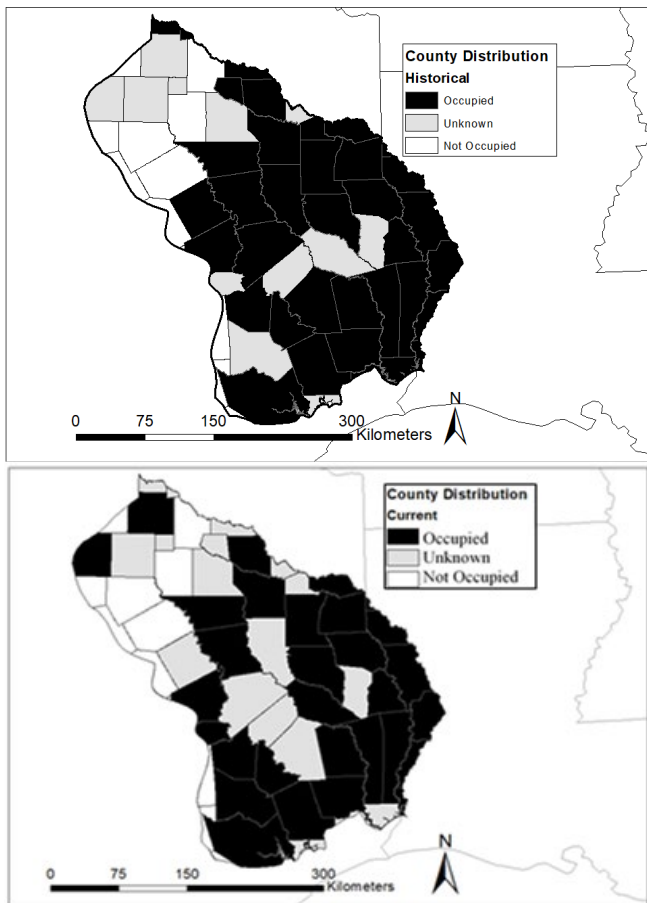 County Distribution
Historical
Occupied
Unknown
Not Occupied
N
0 75 150 300
Kilometers
County Distribution
Current
Occupied
Unknown
Not Occupied
N
0 75 150 300
Kilometers